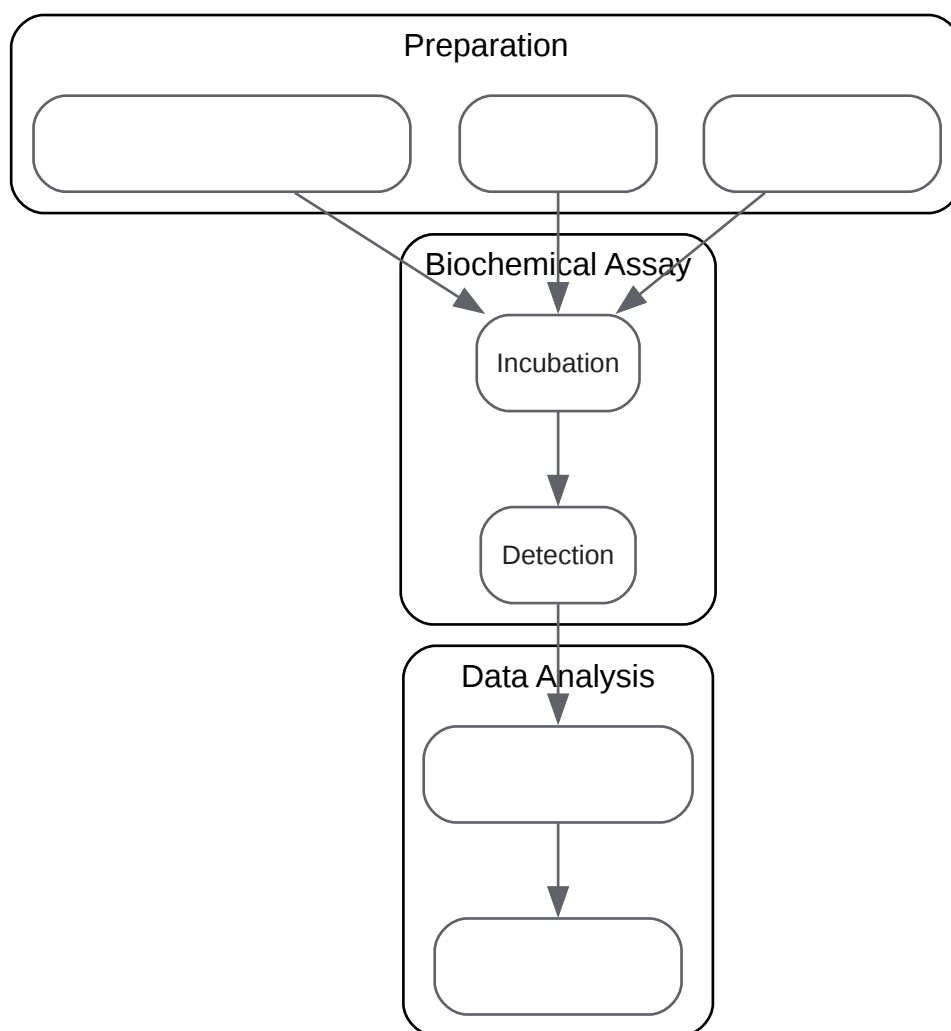 Preparation
Biochemical Assay
Incubation
Detection
Data Analysis